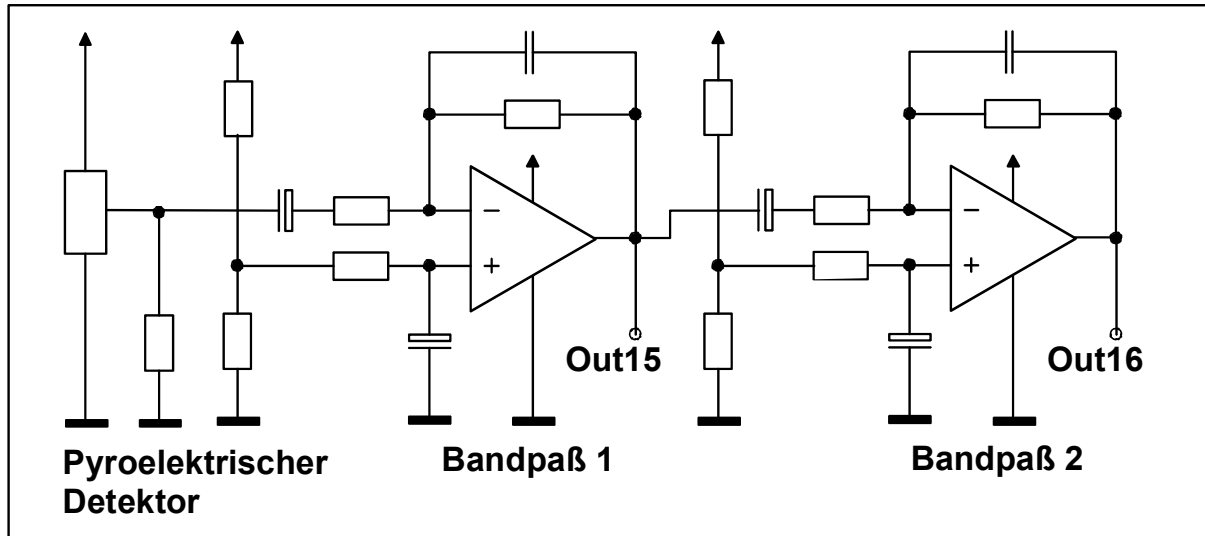 −
+
−
+
Out15
Out16
Pyroelektrischer
Detektor
Bandpaß 1
Bandpaß 2